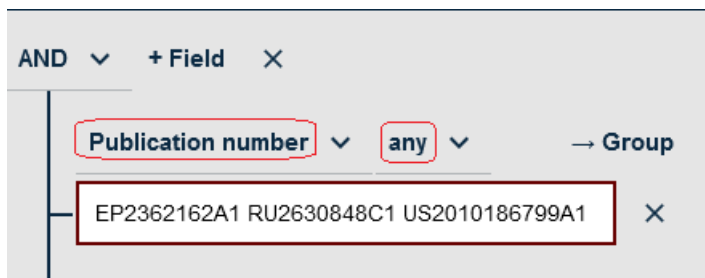 AND + Field ×
Publication number any → Group
EP2362162A1 RU2630848C1 US2010186799A1 ×